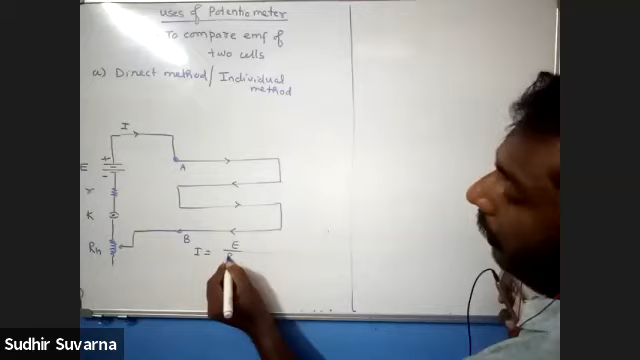 uses of Potentiometer
To compare emf of
two cells
a) Direct method / Individual
method
I
+
E
-
A
r
K
B
Rh
I = E
R
Sudhir Suvarna